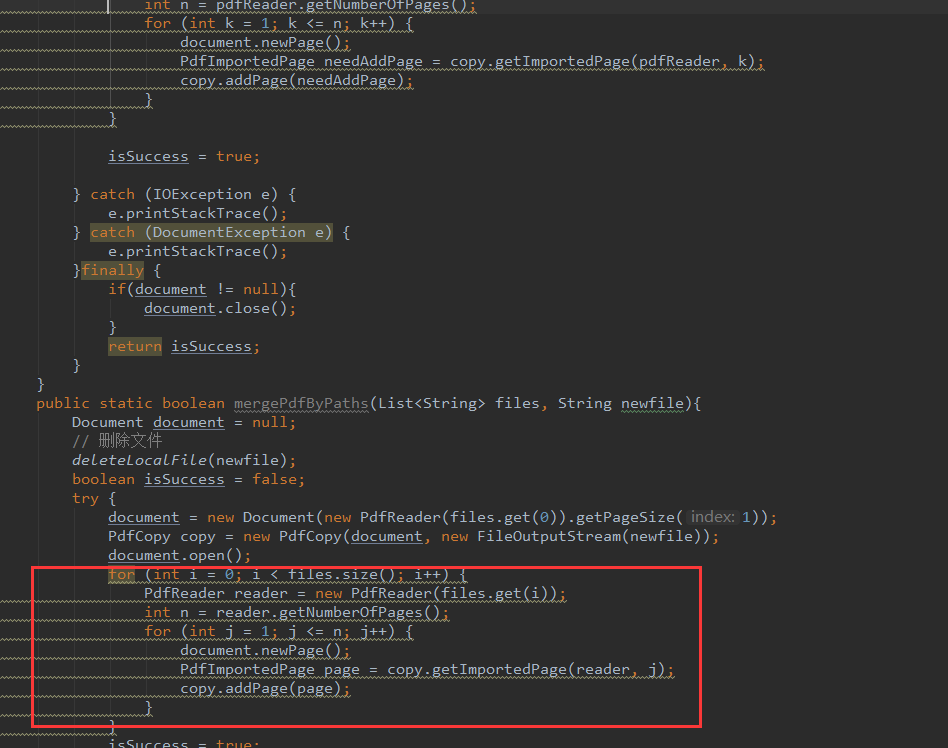 int n = pdfReader.getNumberOfPages();
for (int k = 1; k <= n; k++) {
document.newPage();
PdfImportedPage needAddPage = copy.getImportedPage(pdfReader, k);
copy.addPage(needAddPage);
}
}
isSuccess = true;
} catch (IOException e) {
e.printStackTrace();
} catch (DocumentException e) {
e.printStackTrace();
}finally {
if(document != null){
document.close();
}
return isSuccess;
}
}
public static boolean mergePdfByPaths(List<String> files, String newfile){
Document document = null;
// 删除文件
deleteLocalFile(newfile);
boolean isSuccess = false;
try {
document = new Document(new PdfReader(files.get(0)).getPageSize( index: 1));
PdfCopy copy = new PdfCopy(document, new FileOutputStream(newfile));
document.open();
for (int i = 0; i < files.size(); i++) {
PdfReader reader = new PdfReader(files.get(i));
int n = reader.getNumberOfPages();
for (int j = 1; j <= n; j++) {
document.newPage();
PdfImportedPage page = copy.getImportedPage(reader, j);
copy.addPage(page);
}
}
isSuccess = true;